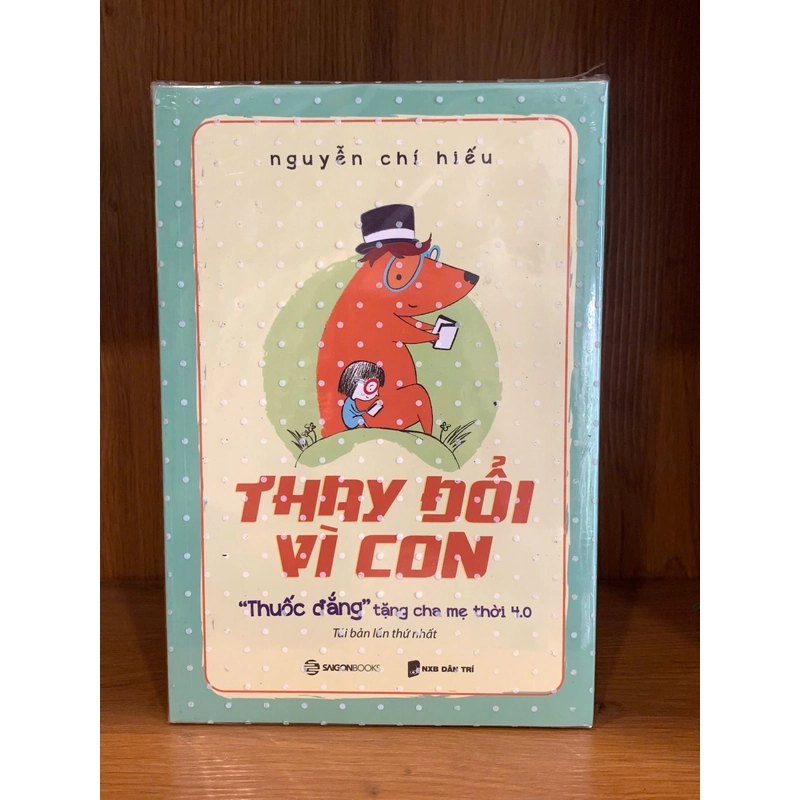 nguyễn chí hiếu
THAY ĐỔI
VÌ CON
“Thuốc đắng” tặng cha mẹ thời 4.0
Tái bản lần thứ nhất
SAIGONBOOKS NXB DÂN TRÍ